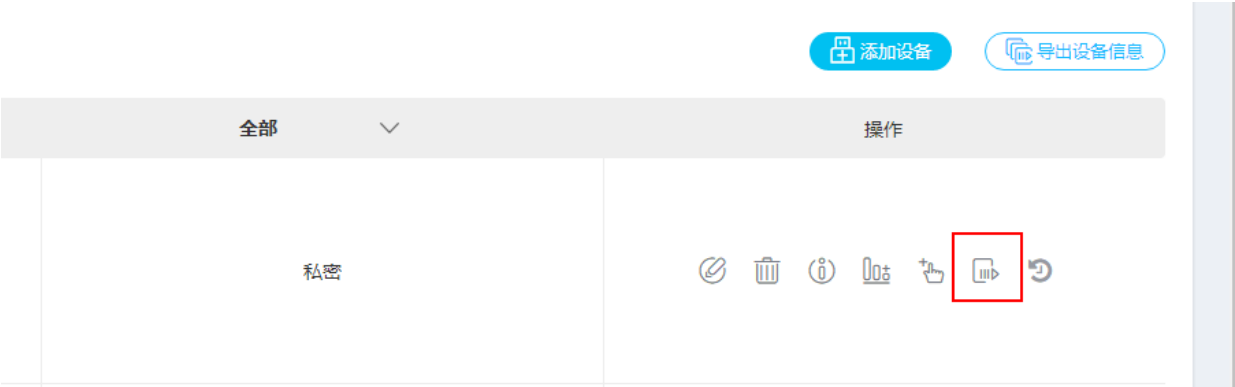 添加设备
导出设备信息
全部
操作
私密